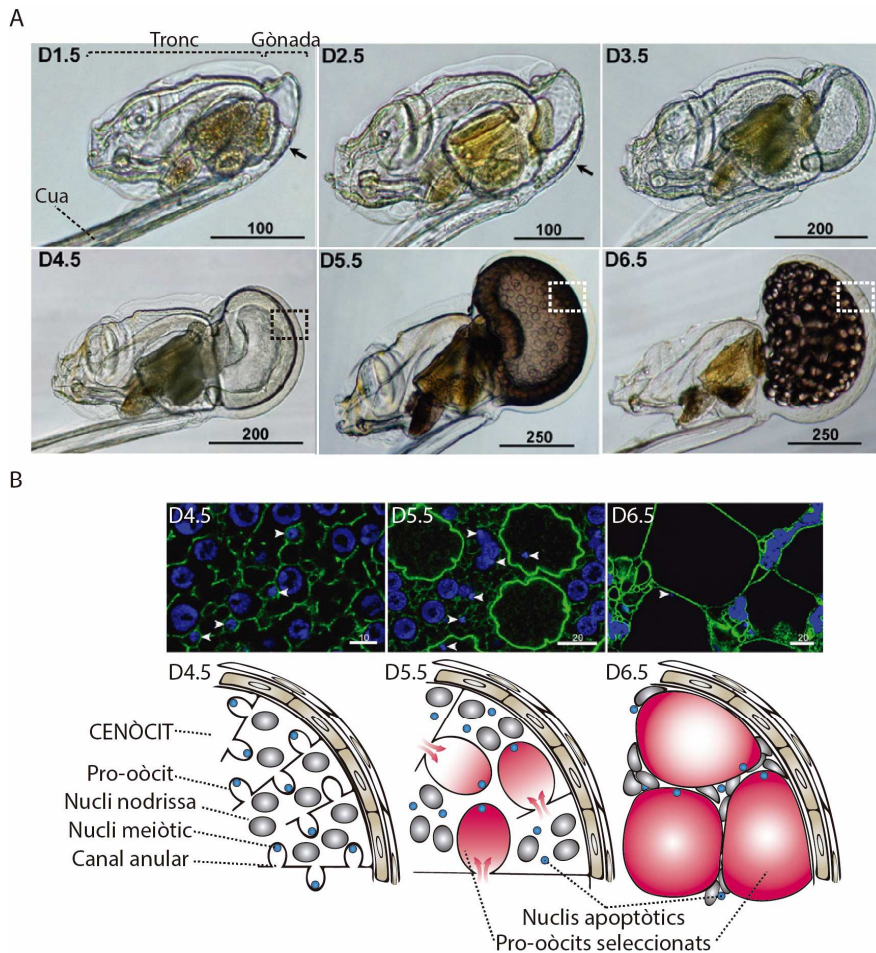 A
Tronc Gònada
D1.5 D2.5 D3.5
Cua
100 100 200
D4.5 D5.5 D6.5
200 250 250
B
D4.5 D5.5 D6.5
10 20 20
D4.5 D5.5 D6.5
CENÒCIT
Pro-oòcit
Nucli nodrissa
Nucli meiòtic
Canal anular
Nuclis apoptòtics
Pro-oòcits seleccionats